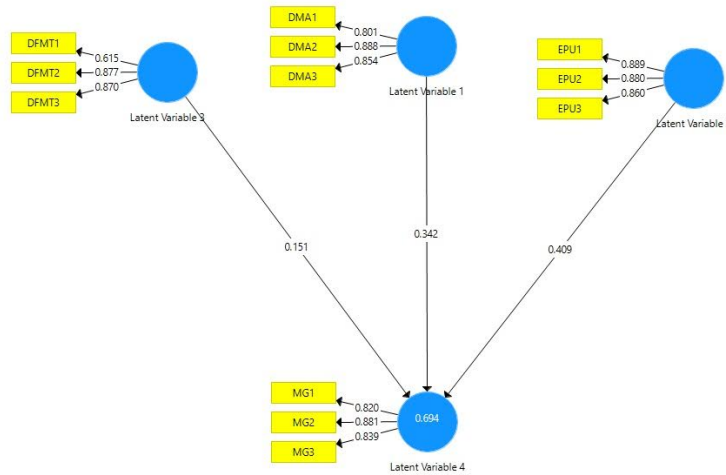 DFMT1
0.615
DFMT2
0.877
DFMT3
0.870
Latent Variable 3
DMA1
0.801
DMA2
0.888
DMA3
0.854
Latent Variable 1
EPU1
0.889
EPU2
0.880
EPU3
0.860
Latent Variable
0.151
0.342
0.409
MG1
0.820
MG2
0.881
MG3
0.839
0.694
Latent Variable 4